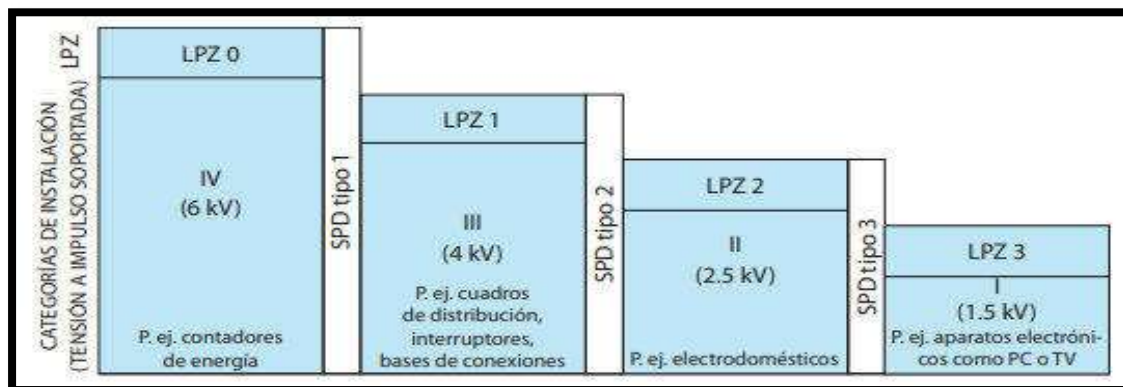 CATEGORÍAS DE INSTALACIÓN
(TENSIÓN A IMPULSO SOPORTADA)
LPZ
LPZ 0
IV
(6 kV)
P. ej. contadores
de energía
SPD tipo 1
LPZ 1
III
(4 kV)
P. ej. cuadros
de distribución,
interruptores,
bases de conexiones
SPD tipo 2
LPZ 2
II
(2.5 kV)
P. ej. electrodomésticos
SPD tipo 3
LPZ 3
I
(1.5 kV)
P. ej. aparatos electróni-
cos como PC o TV